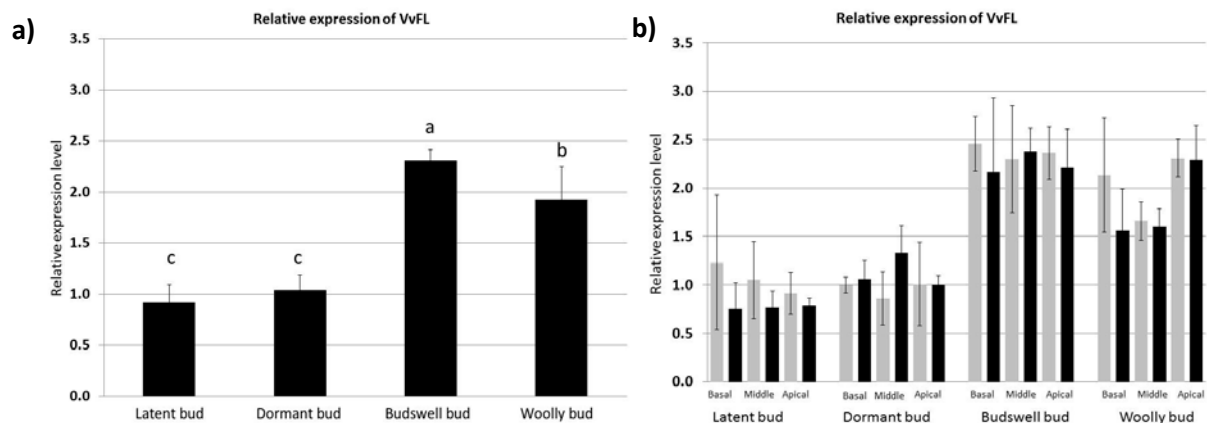 a)
Relative expression of VvFL
Relative expression level
3.5
3.0
2.5
2.0
1.5
1.0
0.5
0.0
c
c
a
b
Latent bud Dormant bud Budswell bud Woolly bud
b)
Relative expression of VvFL
Relative expression level
3.5
3.0
2.5
2.0
1.5
1.0
0.5
0.0
Basal Middle Apical Basal Middle Apical Basal Middle Apical Basal Middle Apical
Latent bud Dormant bud Budswell bud Woolly bud